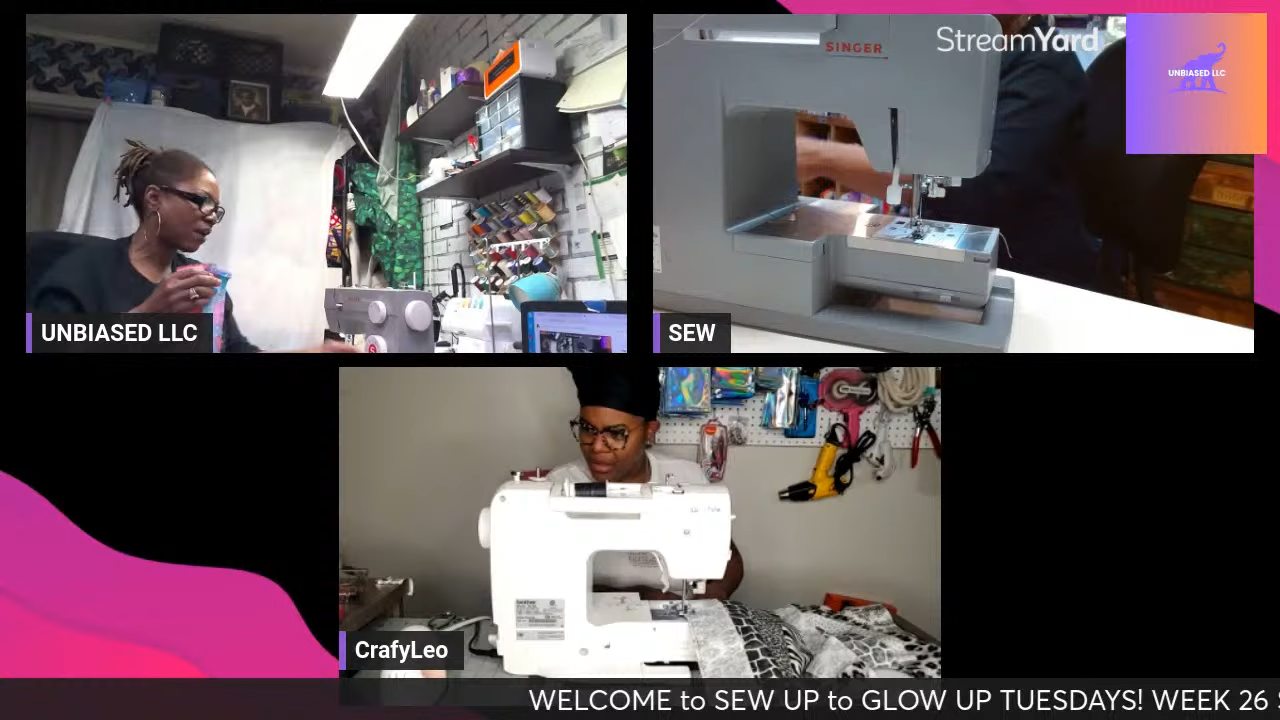 SINGER
StreamYard
UNBIASED LLC
UNBIASED LLC
SEW
CrafyLeo
WELCOME to SEW UP to GLOW UP TUESDAYS! WEEK 26 S